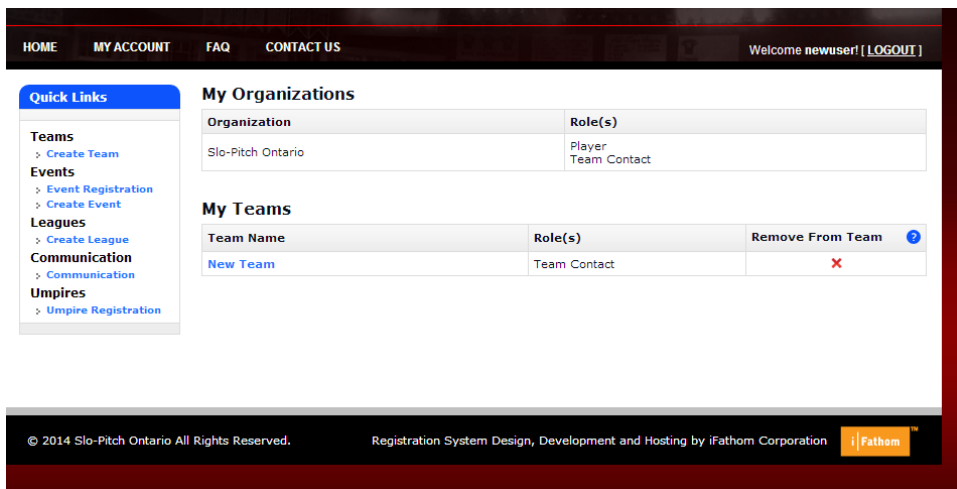 HOME MY ACCOUNT FAQ CONTACT US
Welcome newuser! [ LOGOUT ]
Quick Links
Teams
Create Team
Events
Event Registration
Create Event
Leagues
Create League
Communication
Communication
Umpires
Umpire Registration
My Organizations
Organization Role(s)
Slo-Pitch Ontario Player
Team Contact
My Teams
Team Name Role(s) Remove From Team ?
New Team Team Contact
© 2014 Slo-Pitch Ontario All Rights Reserved. Registration System Design, Development and Hosting by iFathom Corporation
i|Fathom ™